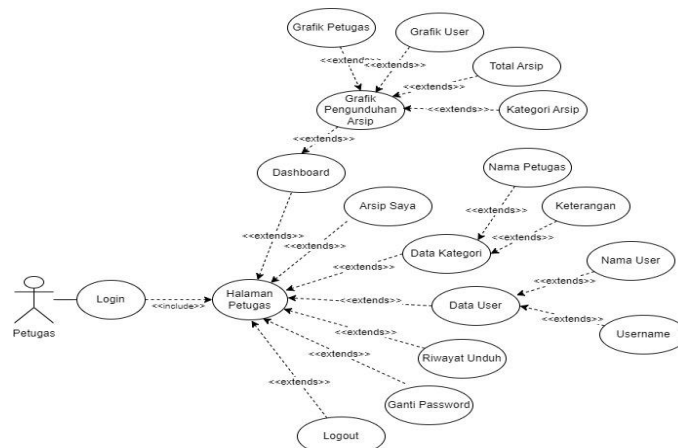 Grafik Petugas
Grafik User
<<extends>>
<<extends>>
Total Arsip
<<extends>>
Grafik
Pengunduhan
Arsip
<<extends>>
Kategori Arsip
<<extends>>
Dashboard
Nama Petugas
Arsip Saya
<<extends>>
Keterangan
<<extends>>
<<extends>>
<<extends>>
Data Kategori
Nama User
<<extends>>
<<extends>>
Login
<<include>>
Halaman
Petugas
<<extends>>
Data User
<<extends>>
Petugas
Username
<<extends>>
Riwayat Unduh
<<extends>>
<<extends>>
Ganti Password
Logout